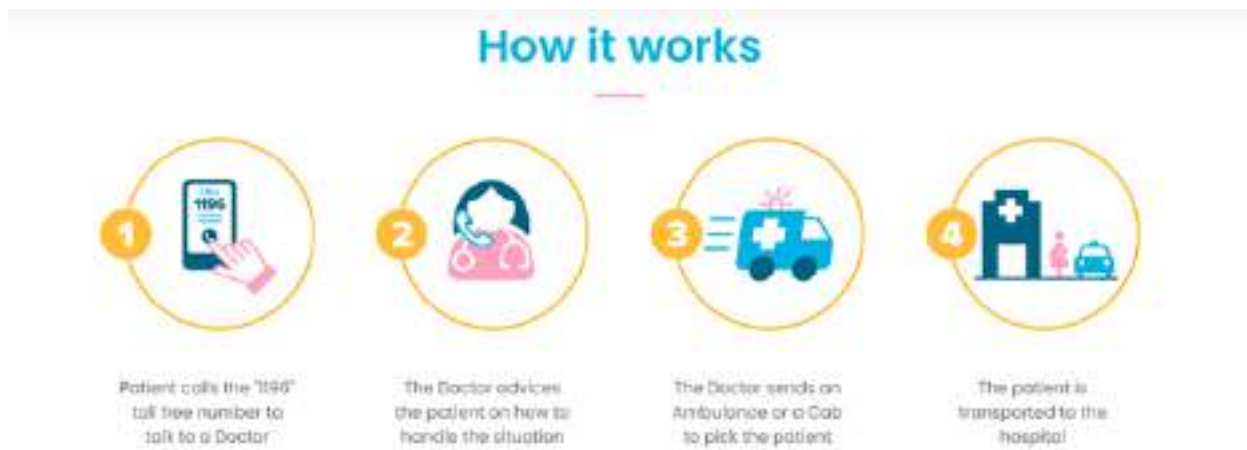 How it works
1
1196
2
3
4
Patient calls the "1196"
toll free number to
talk to a Doctor
The Doctor advices
the patient on how to
handle the situation
The Doctor sends an
Ambulance or a Cab
to pick the patient
The patient is
transported to the
hospital